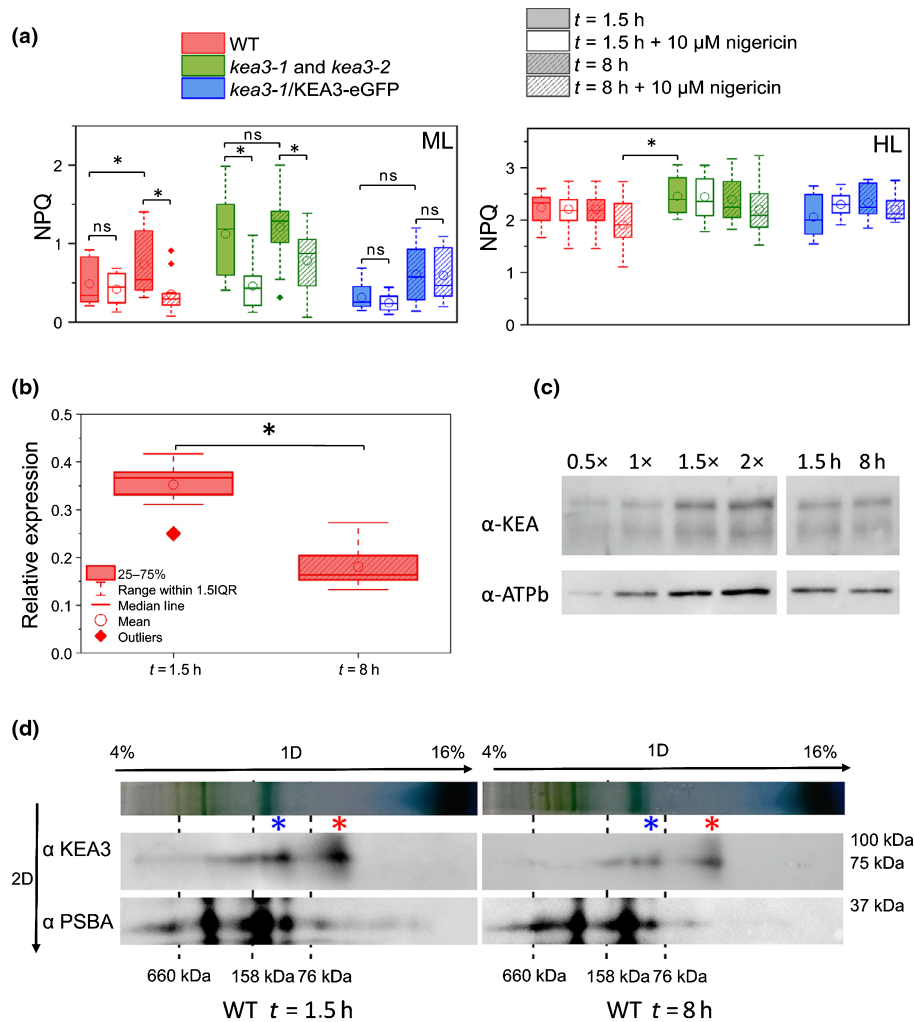 (a)
WT
kea3-1 and kea3-2
kea3-1/KEA3-eGFP
t = 1.5 h
t = 1.5 h + 10 µM nigericin
t = 8 h
t = 8 h + 10 µM nigericin
ML
NPQ
2
1
0
ns
*
*
ns
*
*
ns
ns
ns
HL
NPQ
3
2
1
0
*
(b)
Relative expression
0.5
0.4
0.3
0.2
0.1
0.0
*
25–75%
Range within 1.5IQR
Median line
Mean
Outliers
t = 1.5 h
t = 8 h
(c)
0.5× 1× 1.5× 2× 1.5 h 8 h
α-KEA
α-ATPb
(d)
4% 1D 16% 4% 1D 16%
2D
* * * *
α KEA3
100 kDa
75 kDa
α PSBA
37 kDa
660 kDa 158 kDa 76 kDa 660 kDa 158 kDa 76 kDa
WT t = 1.5 h WT t = 8 h